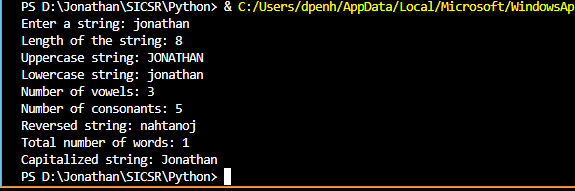 PS D:\Jonathan\SICSR\Python> & C:/Users/dpenh/AppData/Local/Microsoft/WindowsAp
Enter a string: jonathan
Length of the string: 8
Uppercase string: JONATHAN
Lowercase string: jonathan
Number of vowels: 3
Number of consonants: 5
Reversed string: nahtanoj
Total number of words: 1
Capitalized string: Jonathan
PS D:\Jonathan\SICSR\Python>